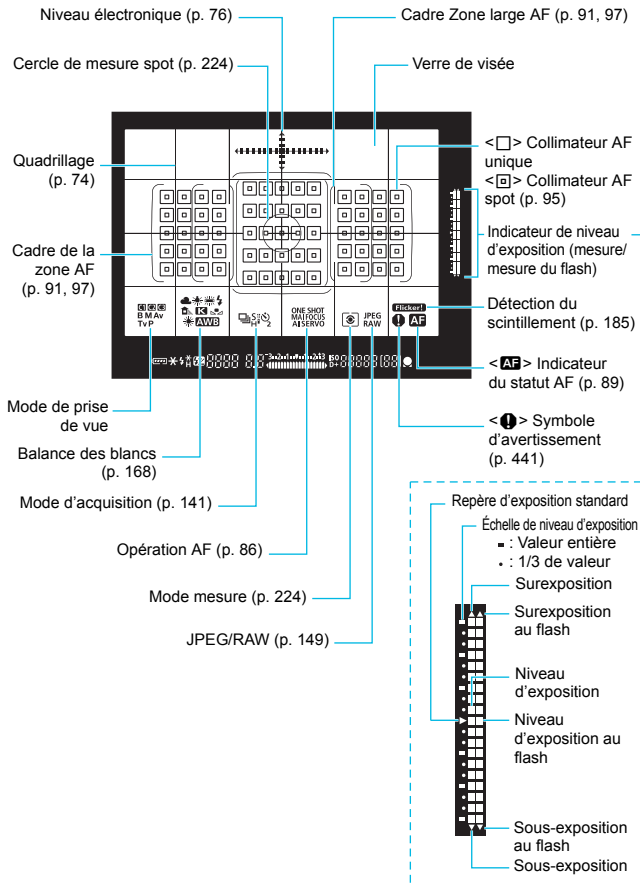 Niveau électronique (p. 76)
Cadre Zone large AF (p. 91, 97)
Cercle de mesure spot (p. 224)
Verre de visée
Quadrillage
(p. 74)
Cadre de la
zone AF
(p. 91, 97)
<□> Collimateur AF
unique
<⊡> Collimateur AF
spot (p. 95)
Indicateur de niveau
d’exposition (mesure/
mesure du flash)
Flicker!
Détection du
scintillement (p. 185)
B M Av
Tv P
K
AWB
S
H
2
ONE SHOT
MAI FOCUS
AI SERVO
JPEG
RAW
AF
<AF> Indicateur
du statut AF (p. 89)
<!> Symbole
d’avertissement
(p. 441)
Mode de prise
de vue
Balance des blancs
(p. 168)
Mode d’acquisition (p. 141)
Opération AF (p. 86)
Mode mesure (p. 224)
JPEG/RAW (p. 149)
Repère d’exposition standard
Échelle de niveau d’exposition
: Valeur entière
: 1/3 de valeur
Surexposition
Surexposition
au flash
Niveau
d’exposition
Niveau
d’exposition au
flash
Sous-exposition
au flash
Sous-exposition